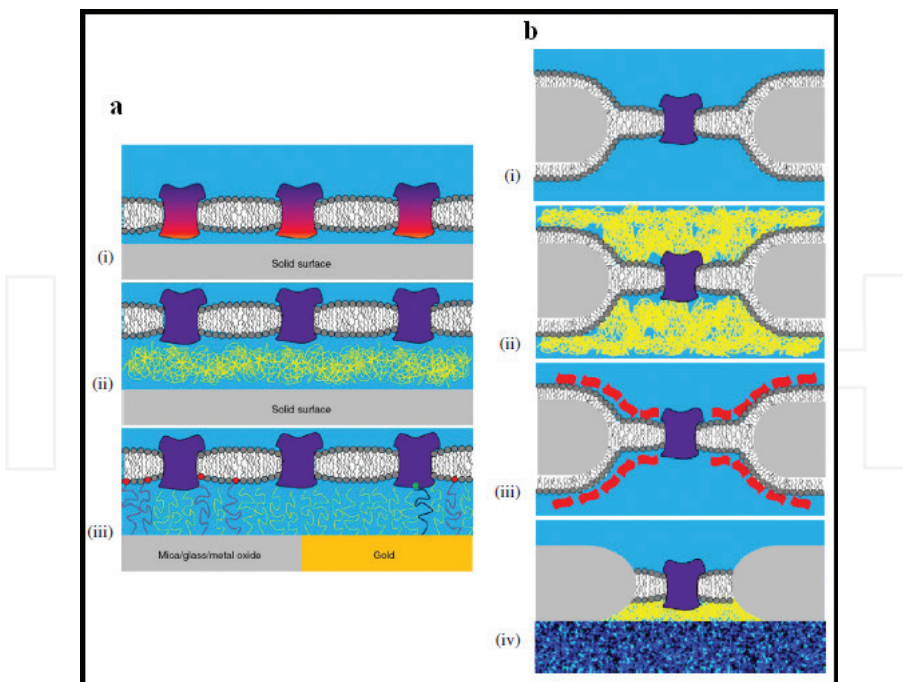 a
(i)
Solid surface
(ii)
Solid surface
(iii)
Mica/glass/metal oxide
Gold
b
(i)
(ii)
(iii)
(iv)